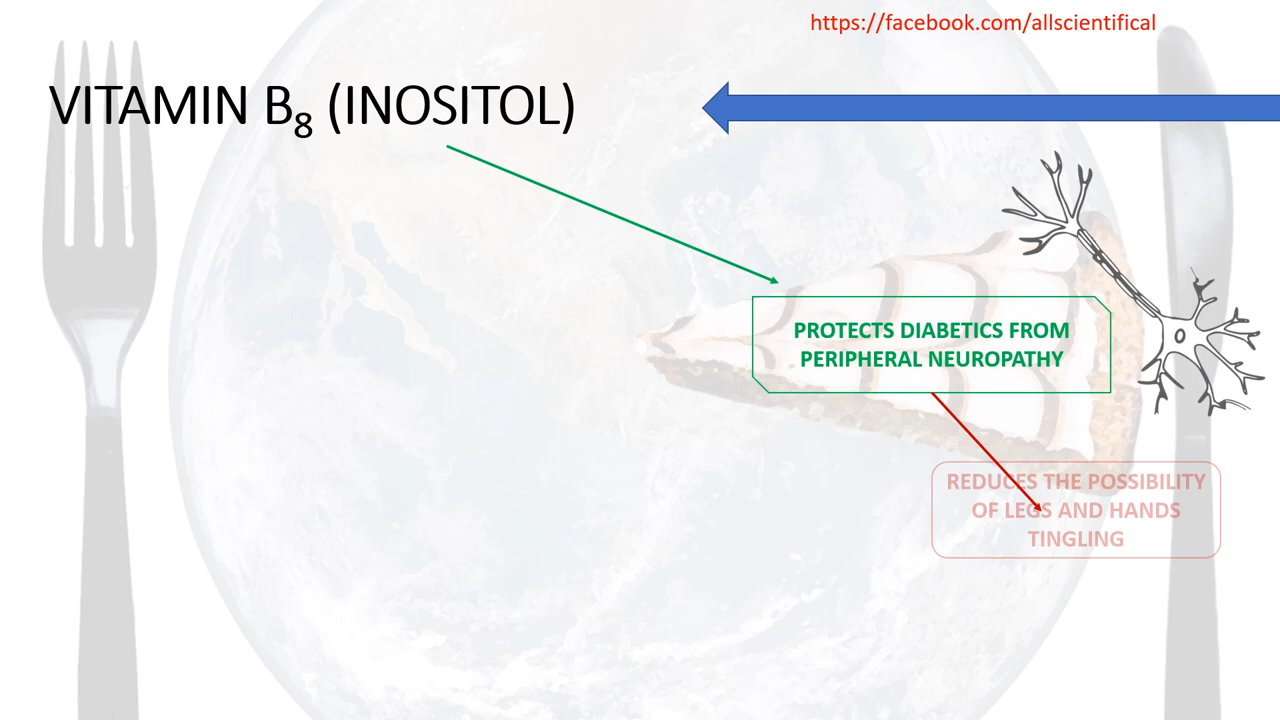 https://facebook.com/allscientifical
VITAMIN B₈ (INOSITOL)
PROTECTS DIABETICS FROM
PERIPHERAL NEUROPATHY
REDUCES THE POSSIBILITY
OF LEGS AND HANDS
TINGLING